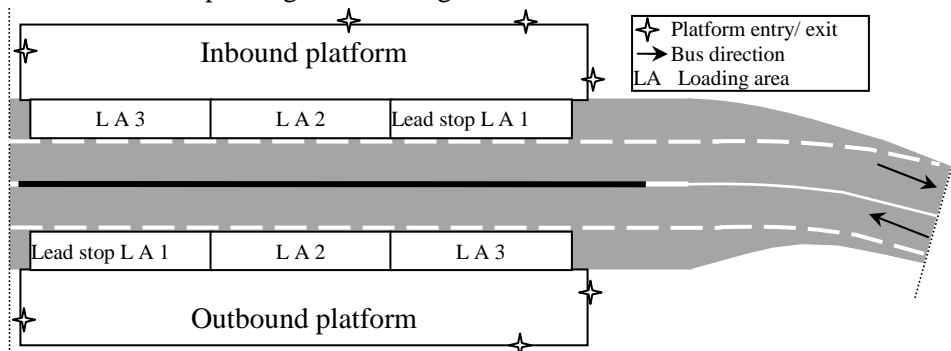 Inbound platform
Platform entry/ exit
Bus direction
LA Loading area
L A 3
L A 2
Lead stop L A 1
Lead stop L A 1
L A 2
L A 3
Outbound platform